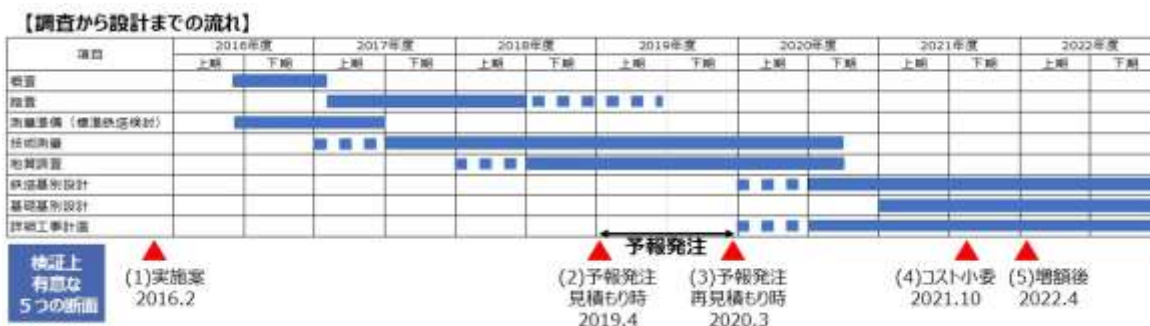 【調査から設計までの流れ】
項目 2016年度 2017年度 2018年度 2019年度 2020年度 2021年度 2022年度
上期 下期 上期 下期 上期 下期 上期 下期 上期 下期 上期 下期 上期 下期
概査
踏査
測量準備(標準鉄塔検討)
技術測量
地質調査
鉄塔基別設計
基礎基別設計
詳細工事計画
予報発注
検証上
有意な
5つの断面
(1)実施案
2016.2
(2)予報発注
見積もり時
2019.4
(3)予報発注
再見積もり時
2020.3
(4)コスト小委
2021.10
(5)増額後
2022.4